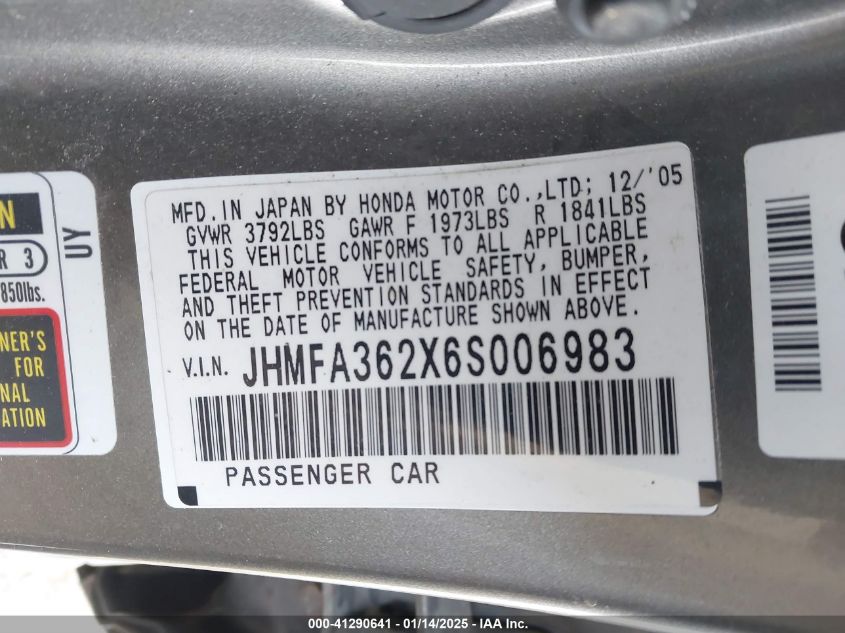 MFD. IN JAPAN BY HONDA MOTOR CO.,LTD; 12/'05
GVWR 3792LBS GAWR F 1973LBS R 1841LBS
THIS VEHICLE CONFORMS TO ALL APPLICABLE
FEDERAL MOTOR VEHICLE SAFETY, BUMPER,
AND THEFT PREVENTION STANDARDS IN EFFECT
ON THE DATE OF MANUFACTURE SHOWN ABOVE.
V.I.N. JHMFA362X6S006983
PASSENGER CAR
N
R 3
850lbs.
UY
NER'S
FOR
NAL
ATION
000-41290641 - 01/14/2025 - IAA Inc.